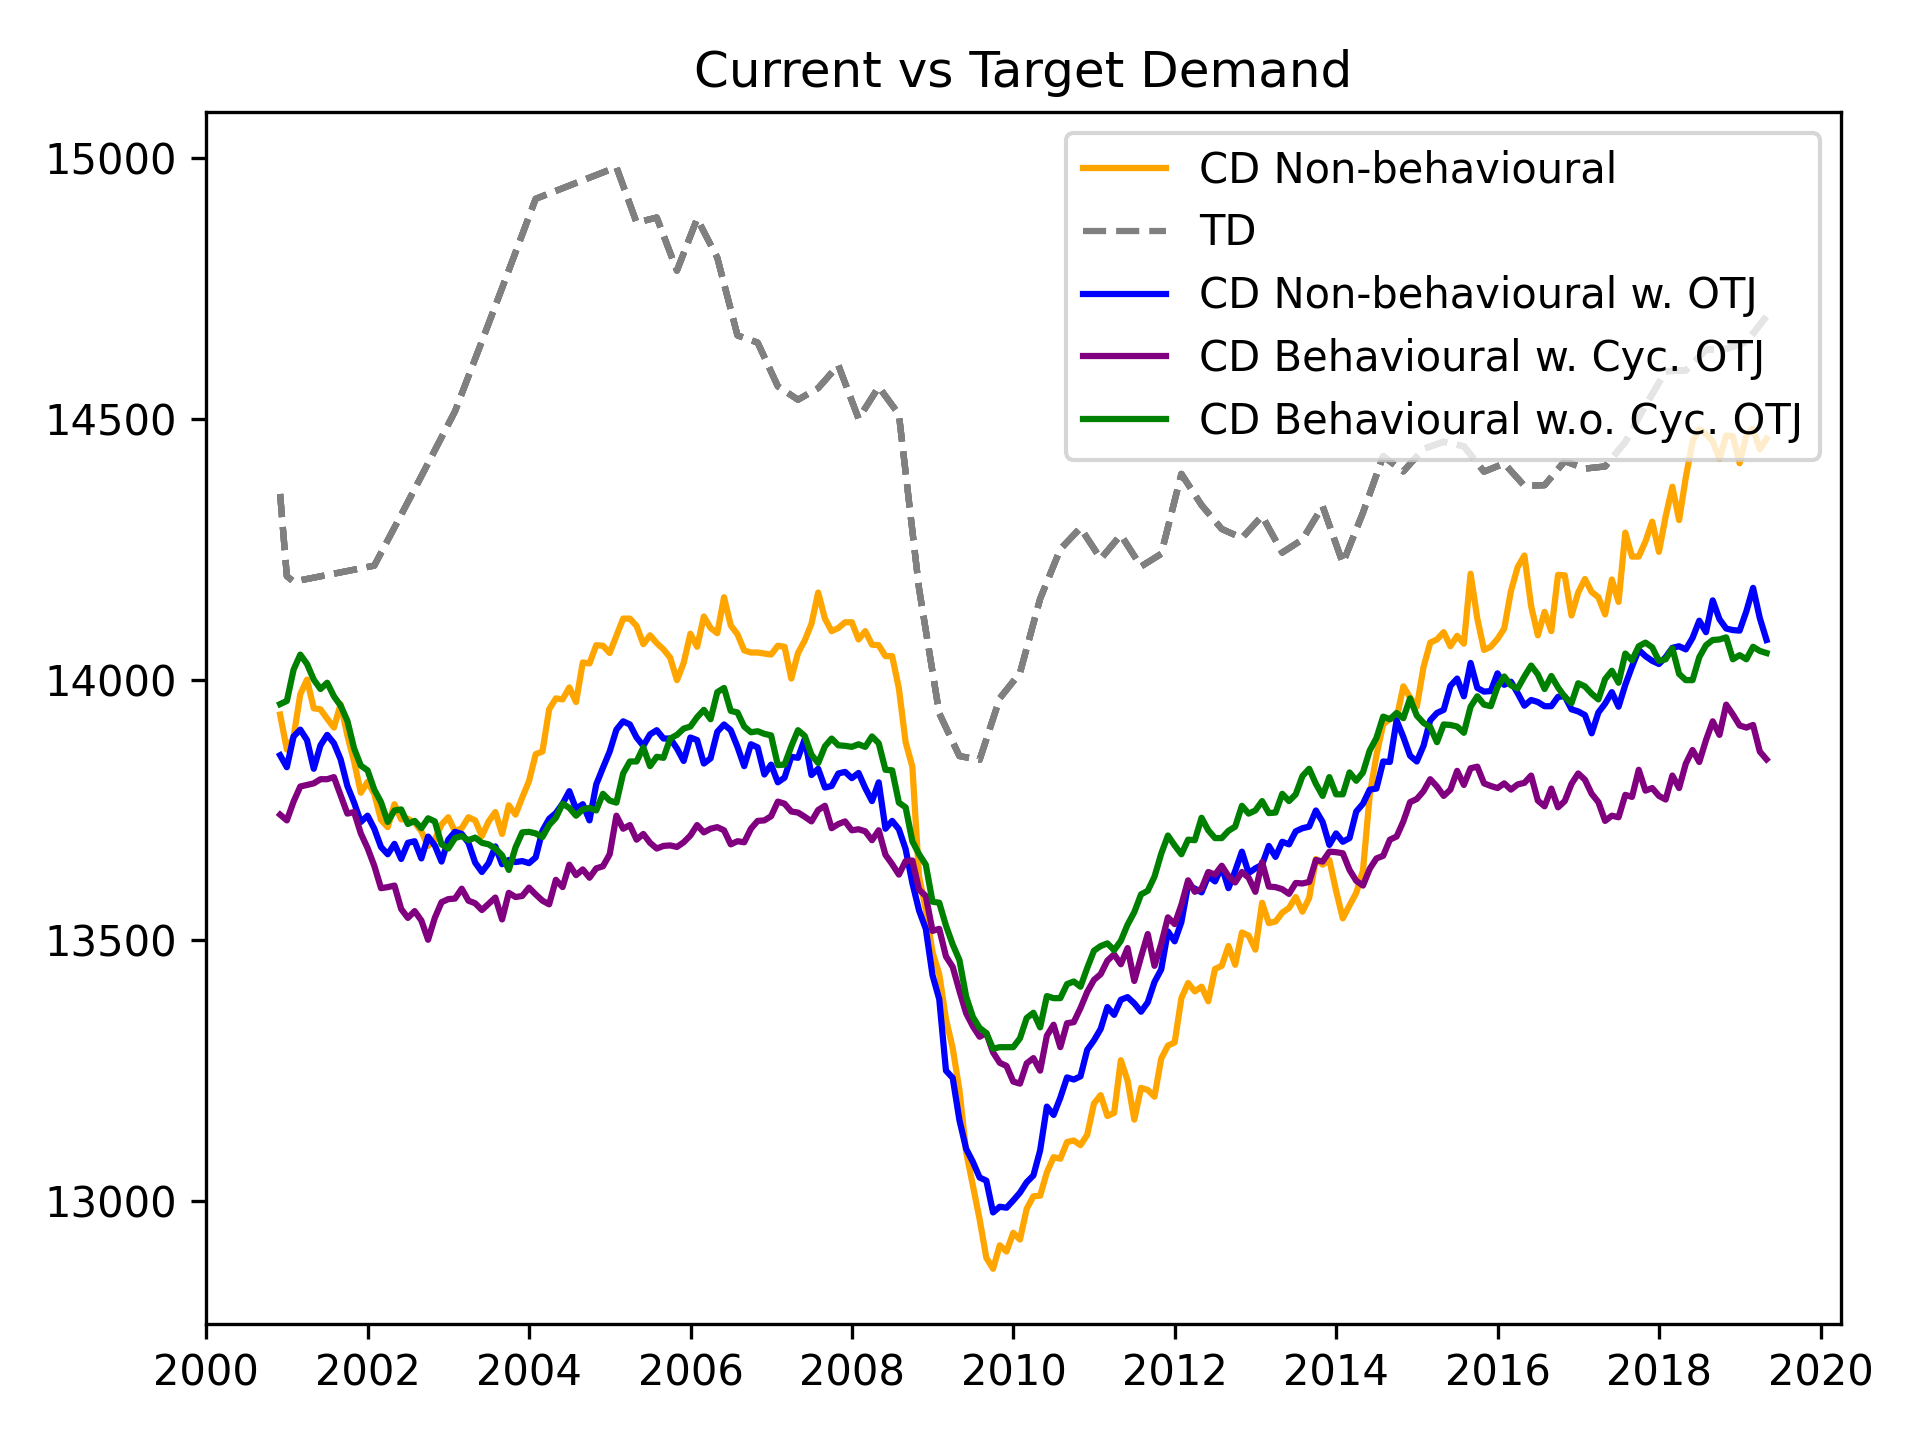 Current vs Target Demand
15000
14500
14000
13500
13000
CD Non-behavioural
TD
CD Non-behavioural w. OTJ
CD Behavioural w. Cyc. OTJ
CD Behavioural w.o. Cyc. OTJ
2000 2002 2004 2006 2008 2010 2012 2014 2016 2018 2020